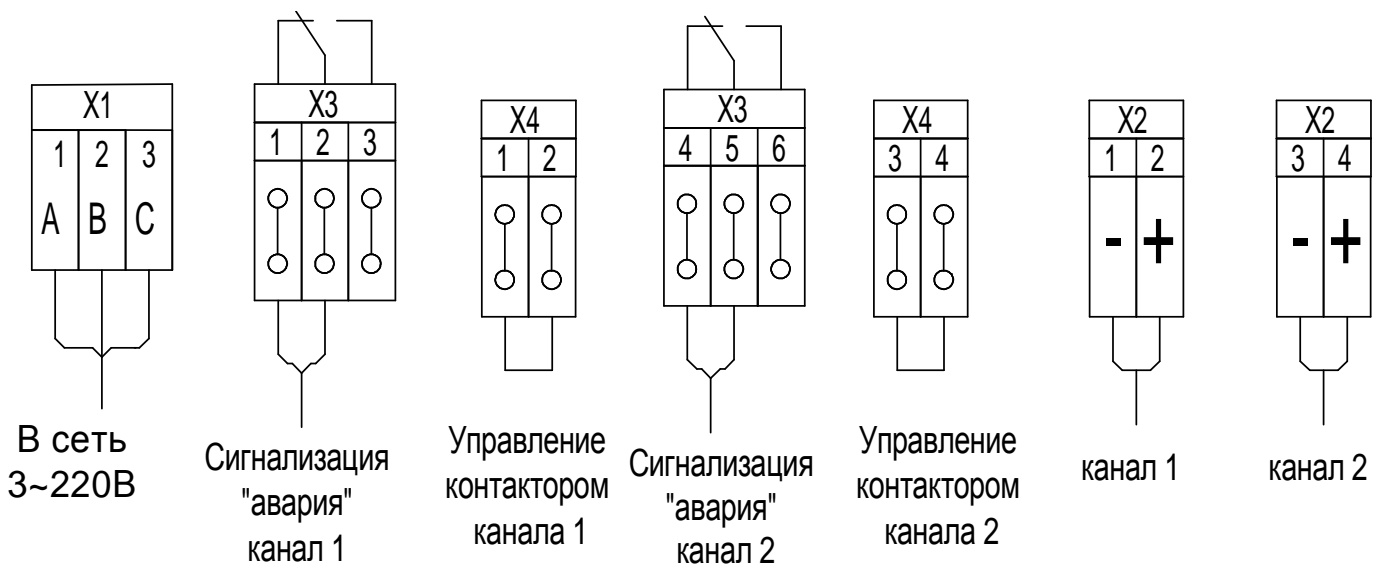 X1
1 2 3
A B C
В сеть
3~220В
X3
1 2 3
Сигнализация
"авария"
канал 1
X4
1 2
Управление
контактором
канала 1
X3
4 5 6
Сигнализация
"авария"
канал 2
X4
3 4
Управление
контактором
канала 2
X2
1 2
- +
канал 1
X2
3 4
- +
канал 2